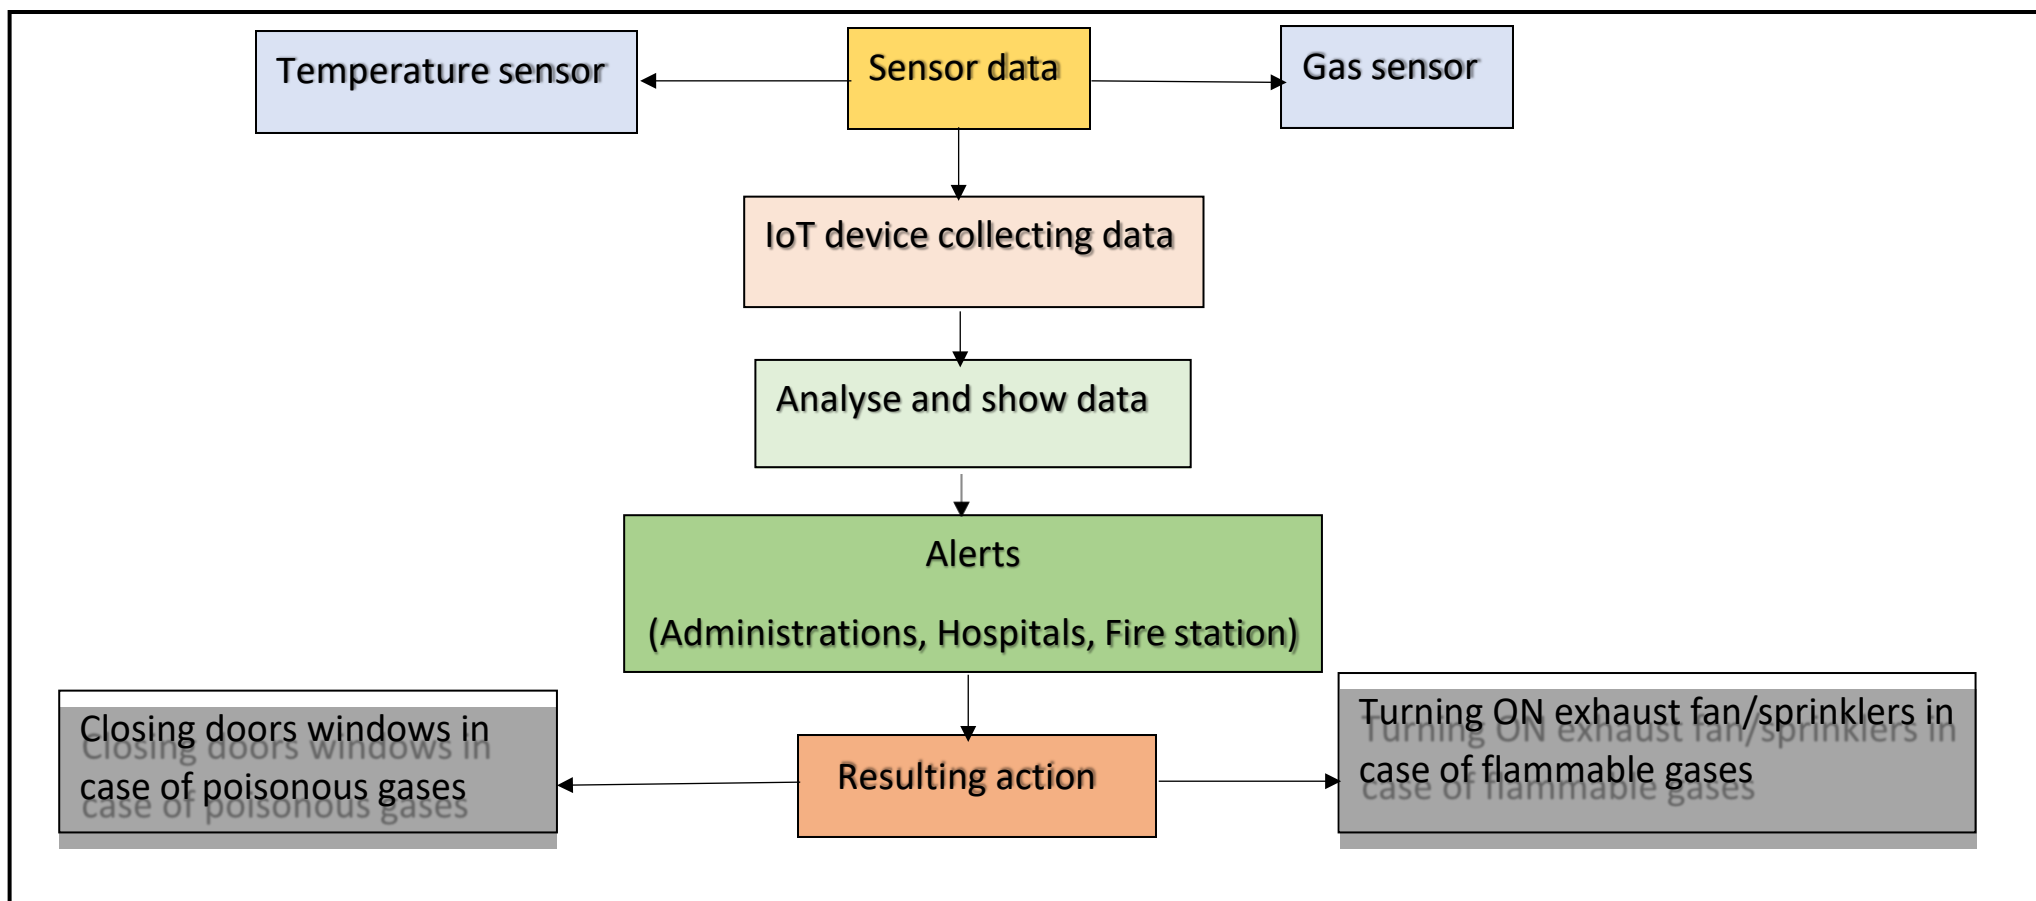 Temperature sensor
Sensor data
Gas sensor
IoT device collecting data
Analyse and show data
Alerts
(Administrations, Hospitals, Fire station)
Closing doors windows in
case of poisonous gases
Resulting action
Turning ON exhaust fan/sprinklers in
case of flammable gases